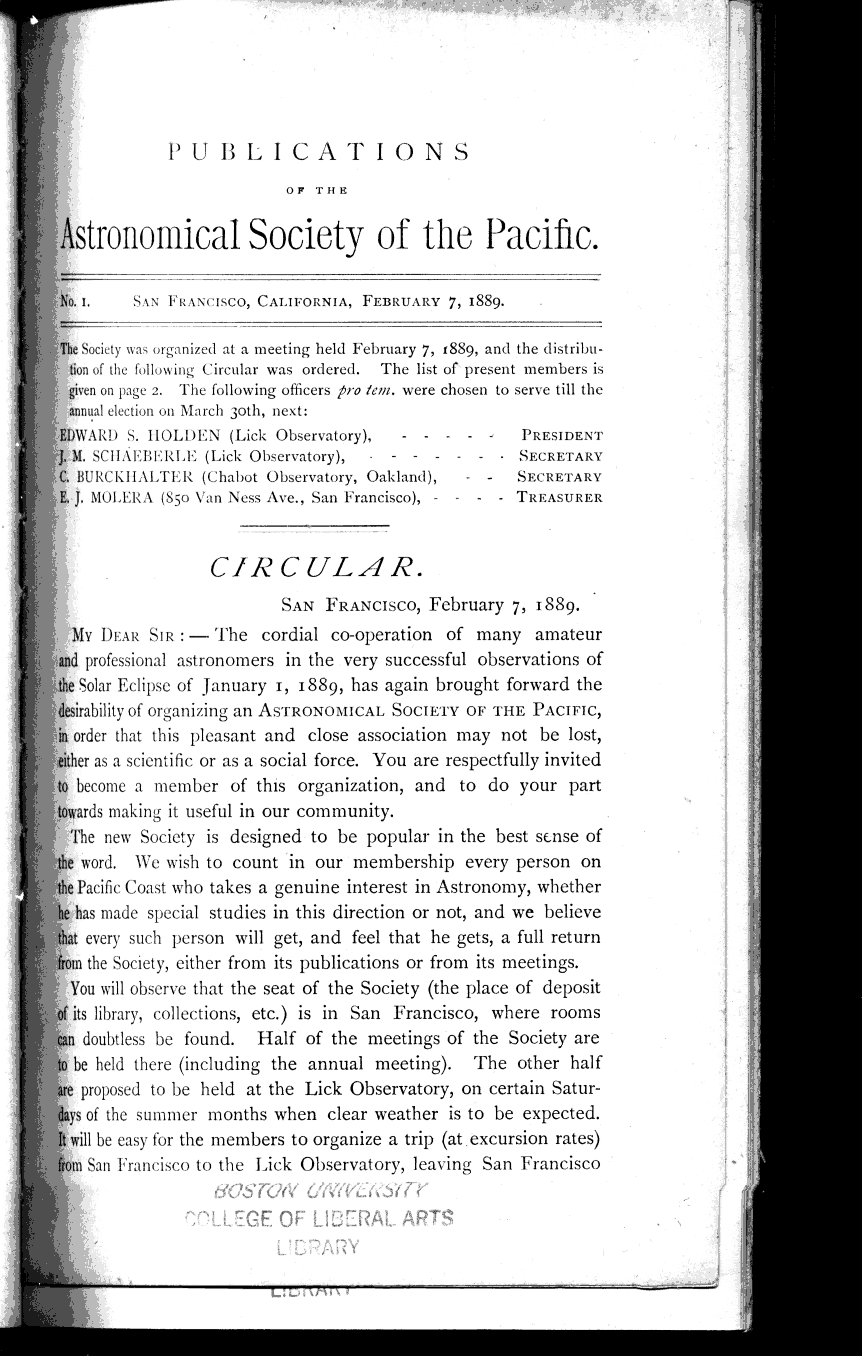 PUBLICATIONS
OF THE
Astronomical Society of the Pacific.
No. 1. San Francisco, California, February 7, 1889.
The Society was organized at a meeting held February 7, 1889, and the distribu-
tion of the following Circular was ordered. The list of present members is
given on page 2. The following officers pro tem. were chosen to serve till the
annual election on March 30th, next:
EDWARD S. HOLDEN (Lick Observatory), - - - - - President
J. M. SCHAEBERLE (Lick Observatory), - - - - - - - Secretary
C. BURCKHALTER (Chabot Observatory, Oakland), - - Secretary
E. J. MOLERA (850 Van Ness Ave., San Francisco), - - - - Treasurer
CIRCULAR.
San Francisco, February 7, 1889.
My Dear Sir: — The cordial co-operation of many amateur
and professional astronomers in the very successful observations of
the Solar Eclipse of January 1, 1889, has again brought forward the
desirability of organizing an Astronomical Society of the Pacific,
in order that this pleasant and close association may not be lost,
either as a scientific or as a social force. You are respectfully invited
to become a member of this organization, and to do your part
towards making it useful in our community.
The new Society is designed to be popular in the best sense of
the word. We wish to count in our membership every person on
the Pacific Coast who takes a genuine interest in Astronomy, whether
he has made special studies in this direction or not, and we believe
that every such person will get, and feel that he gets, a full return
from the Society, either from its publications or from its meetings.
You will observe that the seat of the Society (the place of deposit
of its library, collections, etc.) is in San Francisco, where rooms
can doubtless be found. Half of the meetings of the Society are
to be held there (including the annual meeting). The other half
are proposed to be held at the Lick Observatory, on certain Satur-
days of the summer months when clear weather is to be expected.
It will be easy for the members to organize a trip (at excursion rates)
from San Francisco to the Lick Observatory, leaving San Francisco
BOSTON UNIVERSITY
COLLEGE OF LIBERAL ARTS
LIBRARY
LIBRARY